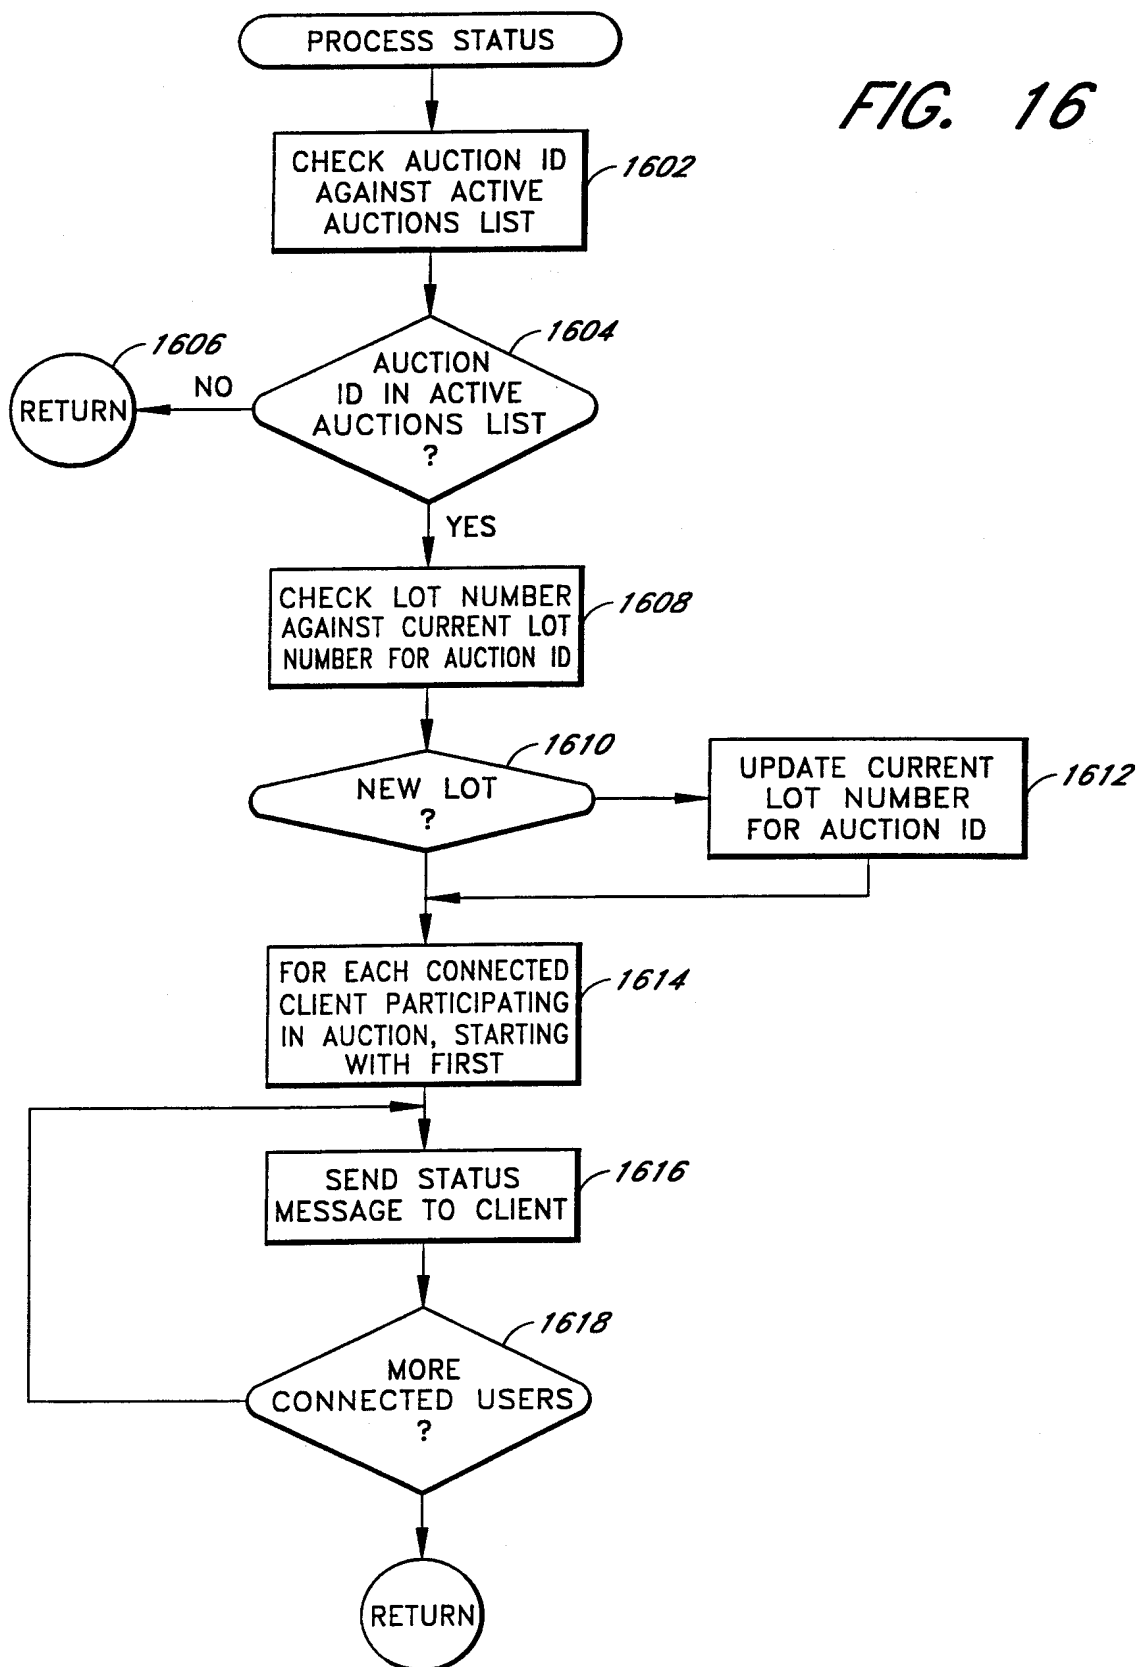 PROCESS STATUS
FIG. 16
CHECK AUCTION ID
AGAINST ACTIVE
AUCTIONS LIST
1602
1604
AUCTION
ID IN ACTIVE
AUCTIONS LIST
?
1606
NO
RETURN
YES
CHECK LOT NUMBER
AGAINST CURRENT LOT
NUMBER FOR AUCTION ID
1608
1610
NEW LOT
?
UPDATE CURRENT
LOT NUMBER
FOR AUCTION ID
1612
FOR EACH CONNECTED
CLIENT PARTICIPATING
IN AUCTION, STARTING
WITH FIRST
1614
SEND STATUS
MESSAGE TO CLIENT
1616
1618
MORE
CONNECTED USERS
?
RETURN